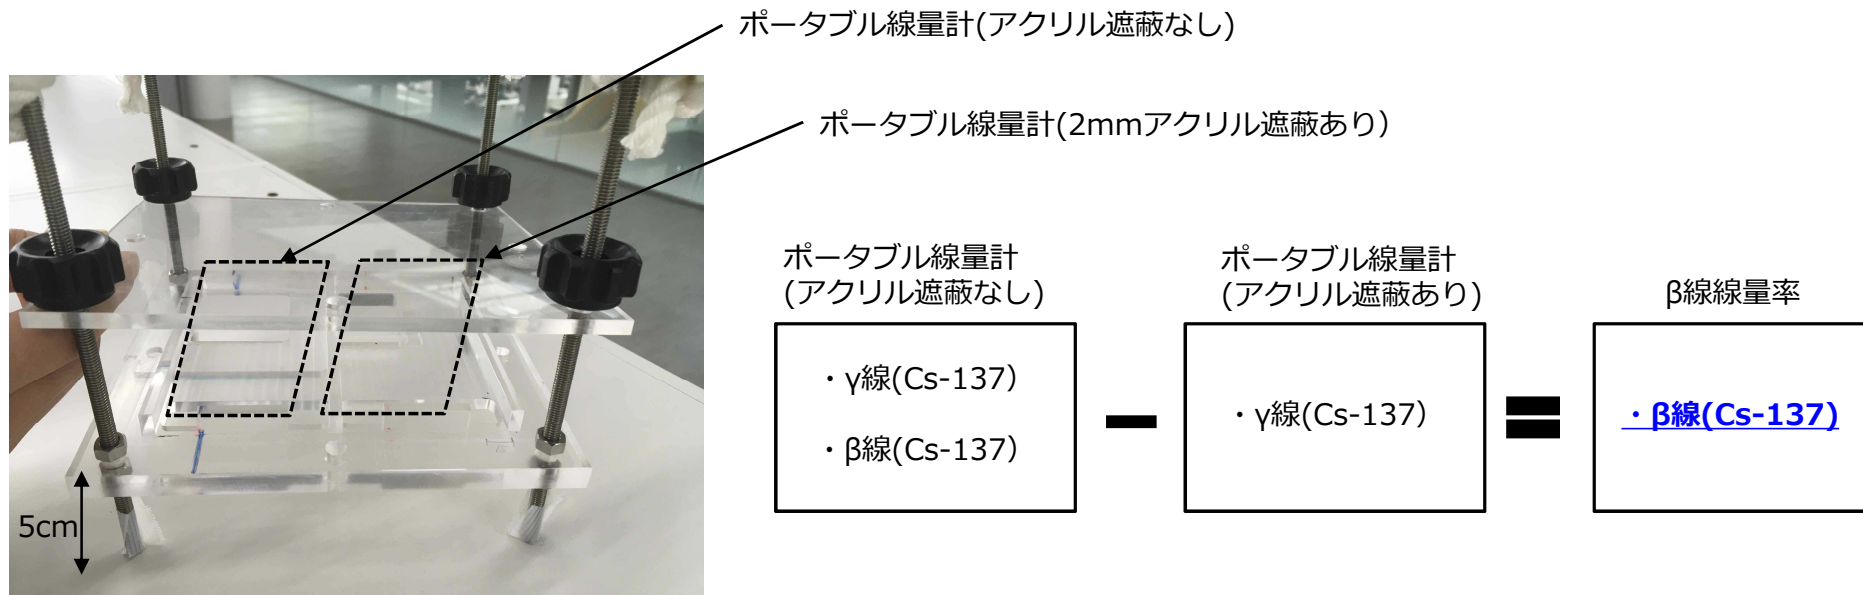 ポータブル線量計(アクリル遮蔽なし)
ポータブル線量計(2mmアクリル遮蔽あり）
5cm
ポータブル線量計
(アクリル遮蔽なし)
・γ線(Cs-137）
・β線(Cs-137）
ポータブル線量計
(アクリル遮蔽あり)
・γ線(Cs-137）
β線線量率
・β線(Cs-137)